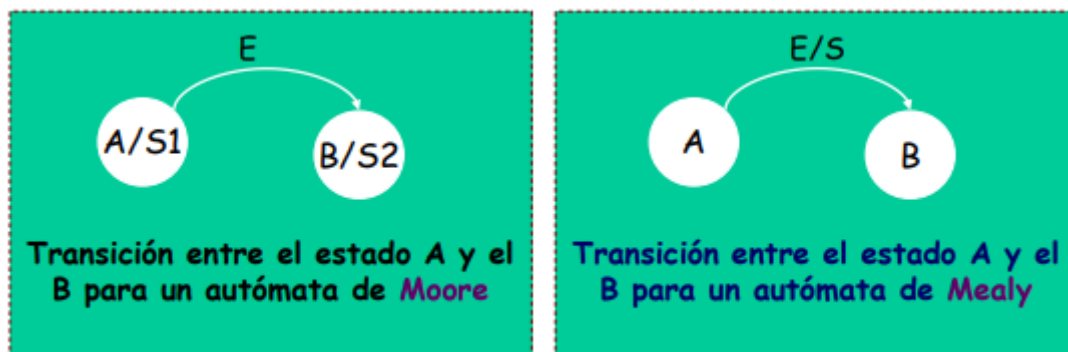 E
A/S1
B/S2
Transición entre el estado A y el
B para un autómata de Moore
E/S
A
B
Transición entre el estado A y el
B para un autómata de Mealy